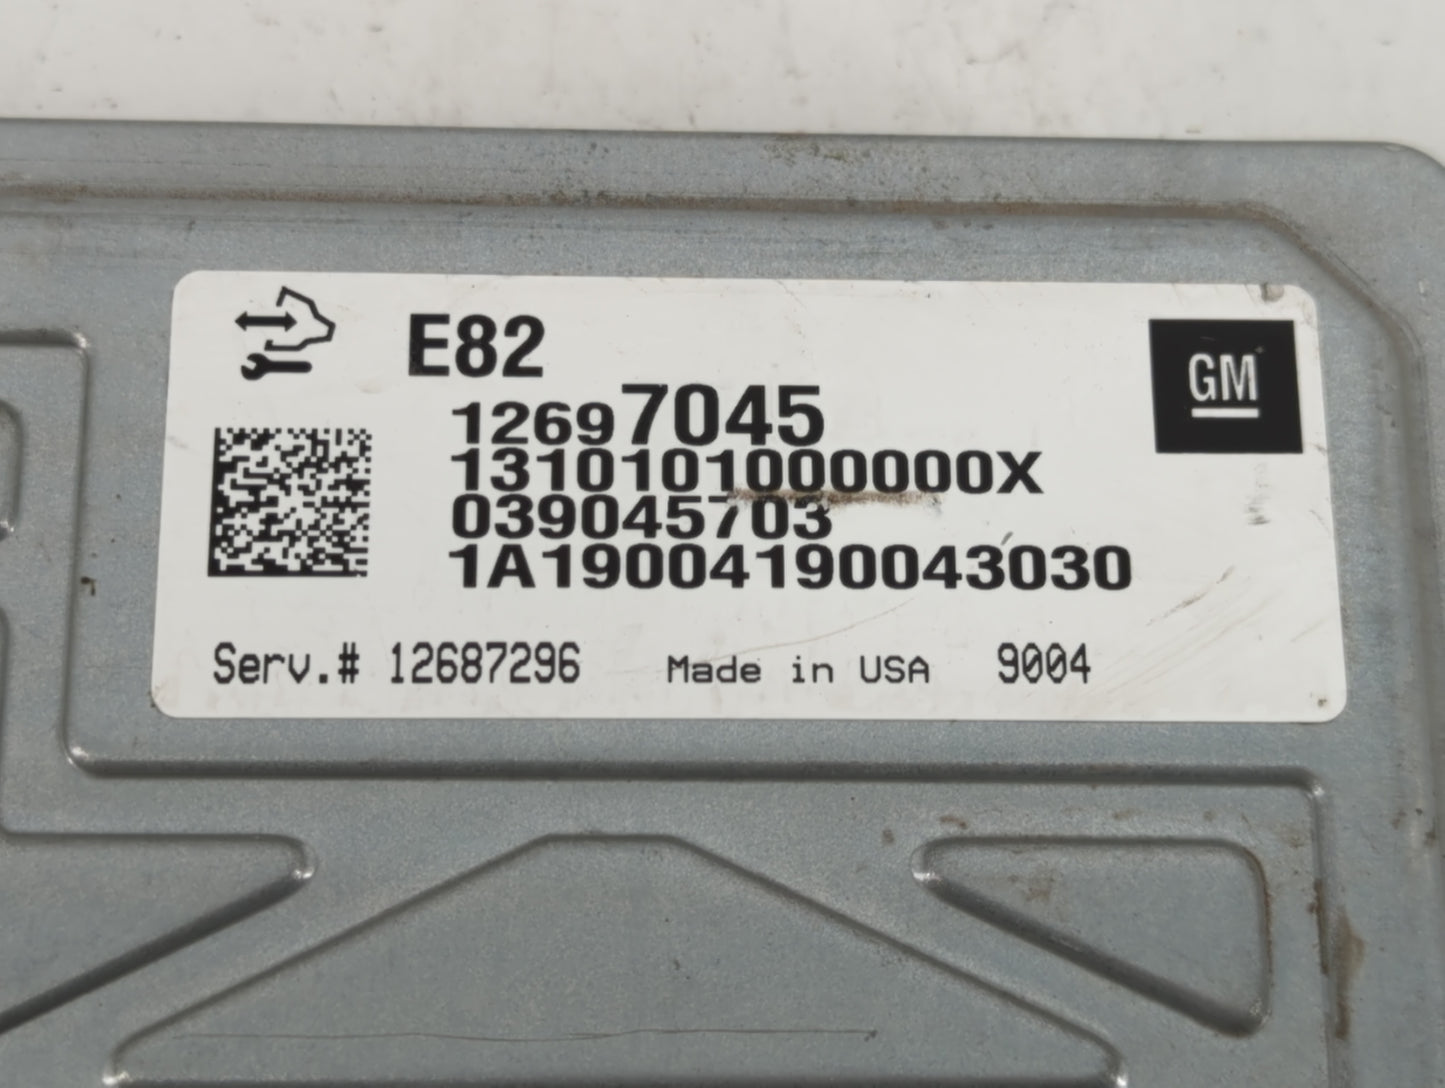 E82
GM
12697045
1310101000000X
039045703
1A19004190043030
Serv.# 12687296 Made in USA 9004